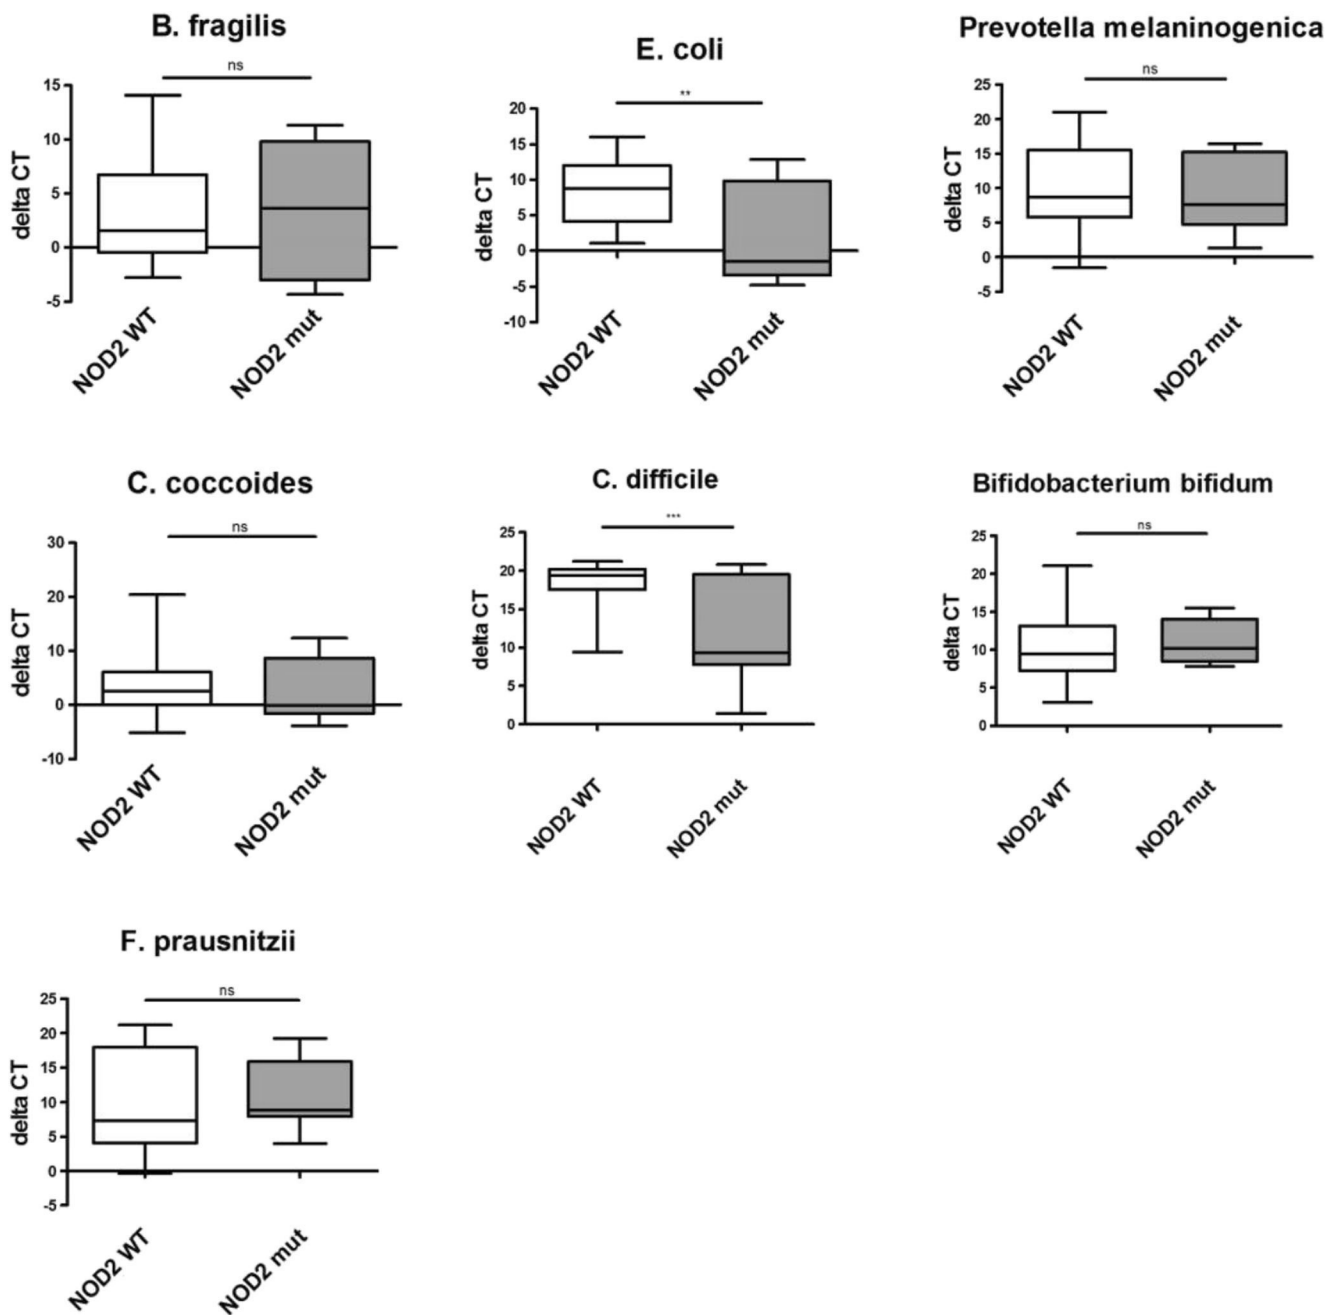 B. fragilis
ns
15
10
5
0
-5
delta CT
NOD2 WT
NOD2 mut
E. coli
**
20
15
10
5
0
-5
-10
delta CT
NOD2 WT
NOD2 mut
Prevotella melaninogenica
ns
25
20
15
10
5
0
-5
delta CT
NOD2 WT
NOD2 mut
C. coccoides
ns
30
20
10
0
-10
delta CT
NOD2 WT
NOD2 mut
C. difficile
***
25
20
15
10
5
0
delta CT
NOD2 WT
NOD2 mut
Bifidobacterium bifidum
ns
25
20
15
10
5
0
delta CT
NOD2 WT
NOD2 mut
F. prausnitzii
ns
25
20
15
10
5
0
-5
delta CT
NOD2 WT
NOD2 mut